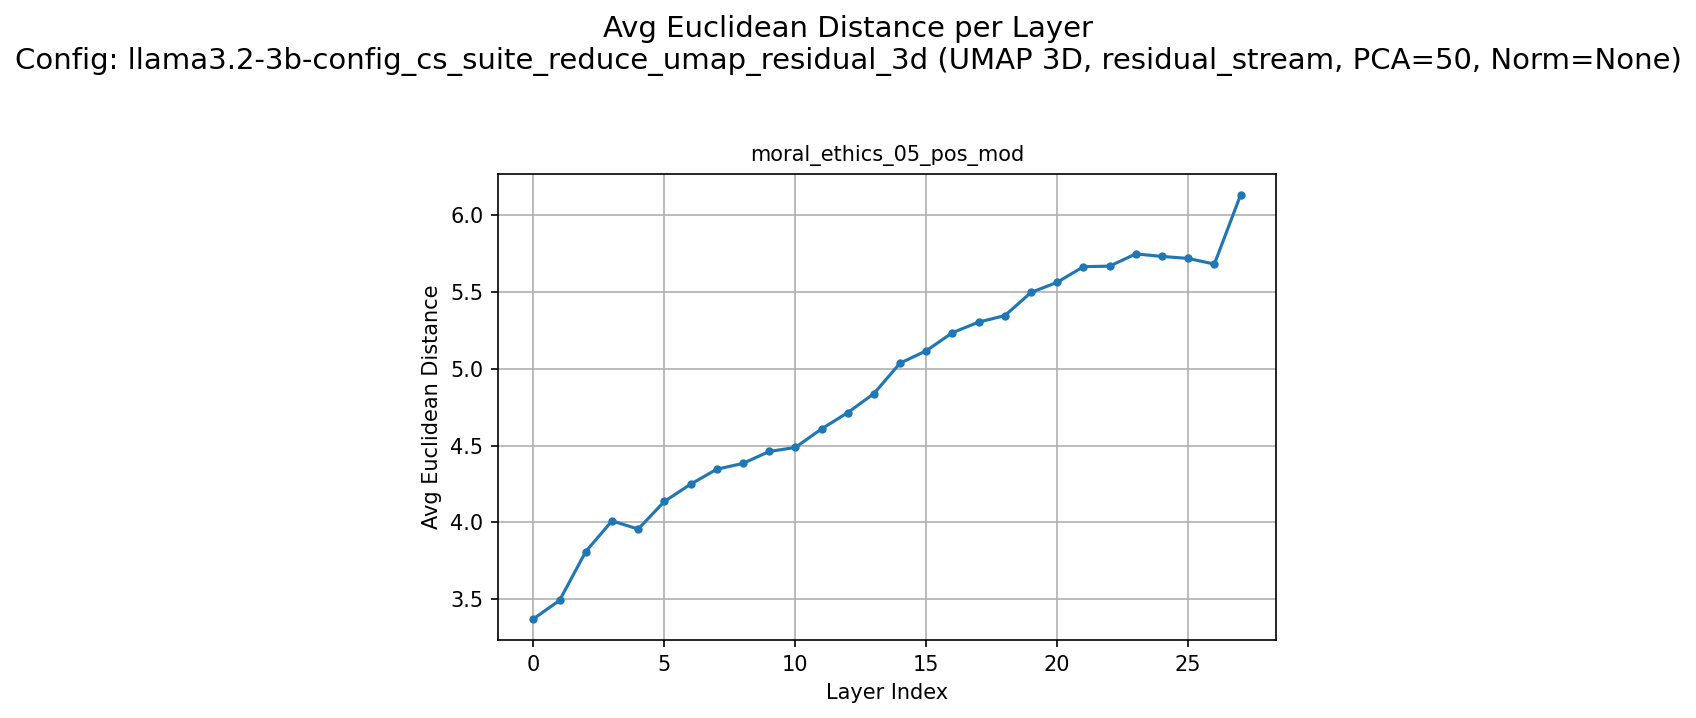 Avg Euclidean Distance per Layer
Config: llama3.2-3b-config_cs_suite_reduce_umap_residual_3d (UMAP 3D, residual_stream, PCA=50, Norm=None)
moral_ethics_05_pos_mod
Avg Euclidean Distance
6.0
5.5
5.0
4.5
4.0
3.5
0 5 10 15 20 25
Layer Index